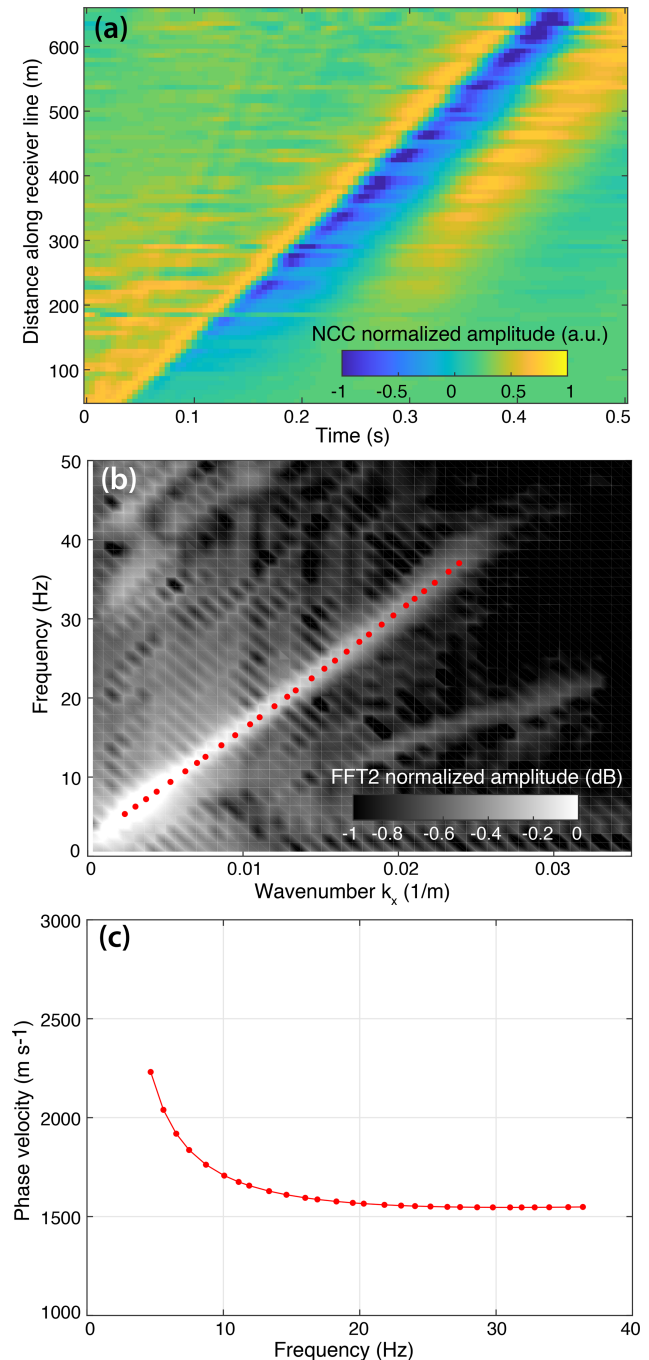 (a)
600
500
400
300
200
100
Distance along receiver line (m)
NCC normalized amplitude (a.u.)
-1 -0.5 0 0.5 1
0 0.1 0.2 0.3 0.4 0.5
Time (s)
(b)
50
40
30
20
10
0
Frequency (Hz)
FFT2 normalized amplitude (dB)
-1 -0.8 -0.6 -0.4 -0.2 0
0 0.01 0.02 0.03
Wavenumber kx (1/m)
(c)
3000
2500
2000
1500
1000
Phase velocity (m s-1)
0 10 20 30 40
Frequency (Hz)